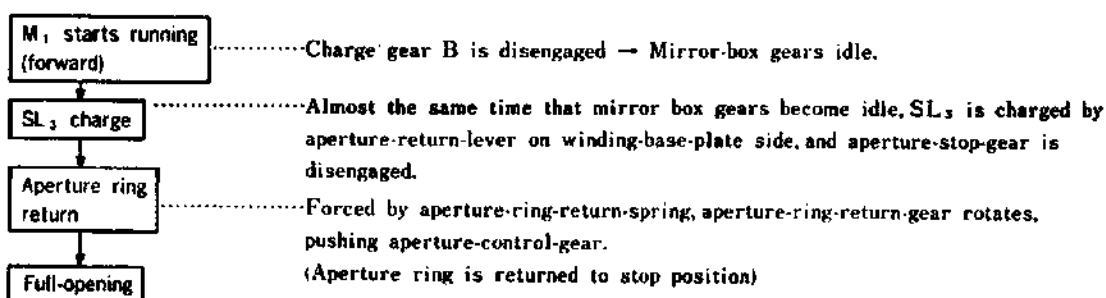 M₁ starts running
(forward)
Charge gear B is disengaged → Mirror-box gears idle.
SL₃ charge
Almost the same time that mirror box gears become idle, SL₃ is charged by
aperture-return-lever on winding-base-plate side, and aperture-stop-gear is
disengaged.
Aperture ring
return
Forced by aperture-ring-return-spring, aperture-ring-return-gear rotates,
pushing aperture-control-gear.
(Aperture ring is returned to stop position)
Full-opening